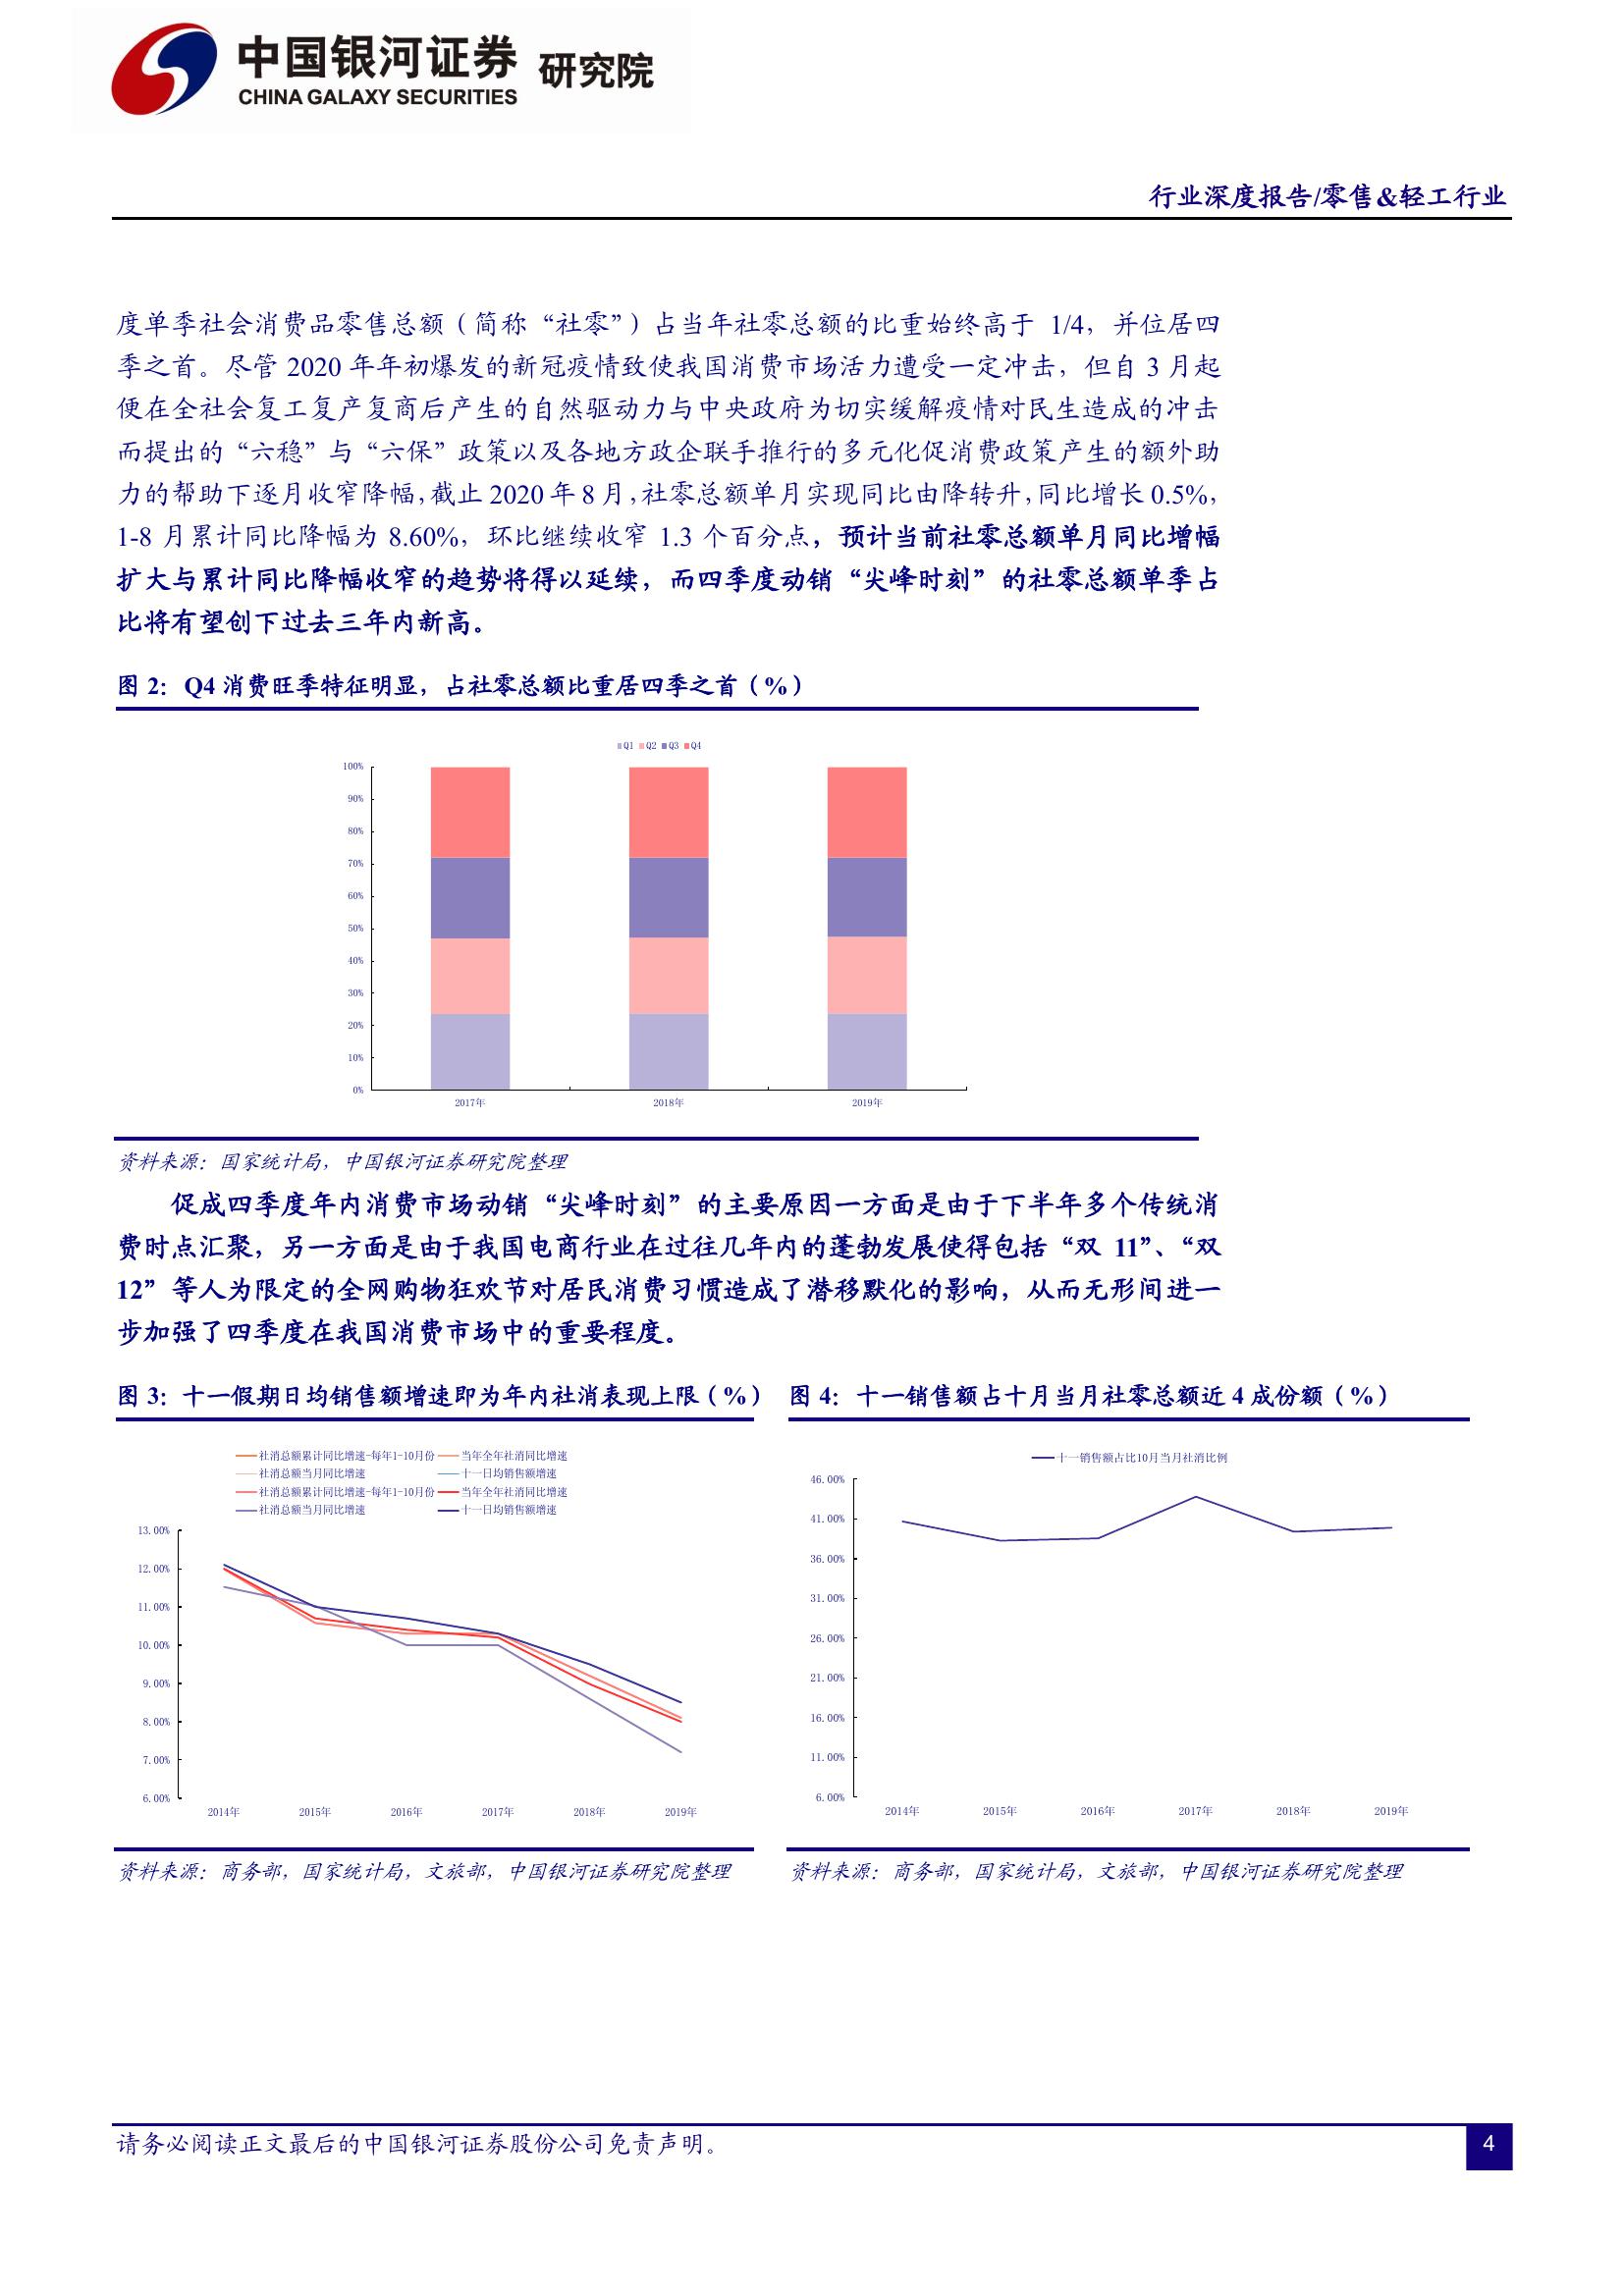 中国银河证券 研究院
CHINA GALAXY SECURITIES
行业深度报告/零售&轻工行业
度单季社会消费品零售总额（简称“社零”）占当年社零总额的比重始终高于 1/4，并位居四
季之首。尽管 2020 年年初爆发的新冠疫情致使我国消费市场活力遭受一定冲击，但自 3 月起
便在全社会复工复产复商后产生的自然驱动力与中央政府为切实缓解疫情对民生造成的冲击
而提出的“六稳”与“六保”政策以及各地方政企联手推行的多元化促消费政策产生的额外助
力的帮助下逐月收窄降幅，截止 2020 年 8 月，社零总额单月实现同比由降转升，同比增长 0.5%，
1-8 月累计同比降幅为 8.60%，环比继续收窄 1.3 个百分点，预计当前社零总额单月同比增幅
扩大与累计同比降幅收窄的趋势将得以延续，而四季度动销“尖峰时刻”的社零总额单季占
比将有望创下过去三年内新高。
图 2：Q4 消费旺季特征明显，占社零总额比重居四季之首（%）
Q1 Q2 Q3 Q4
100%
90%
80%
70%
60%
50%
40%
30%
20%
10%
0%
2017年 2018年 2019年
资料来源：国家统计局，中国银河证券研究院整理
促成四季度年内消费市场动销“尖峰时刻”的主要原因一方面是由于下半年多个传统消
费时点汇聚，另一方面是由于我国电商行业在过往几年内的蓬勃发展使得包括“双 11”、“双
12”等人为限定的全网购物狂欢节对居民消费习惯造成了潜移默化的影响，从而无形间进一
步加强了四季度在我国消费市场中的重要程度。
图 3：十一假期日均销售额增速即为年内社消表现上限（%）
社消总额累计同比增速-每年1-10月份 当年全年社消同比增速
社消总额当月同比增速 十一日均销售额增速
社消总额累计同比增速-每年1-10月份 当年全年社消同比增速
社消总额当月同比增速 十一日均销售额增速
13.00%
12.00%
11.00%
10.00%
9.00%
8.00%
7.00%
6.00%
2014年 2015年 2016年 2017年 2018年 2019年
资料来源：商务部，国家统计局，文旅部，中国银河证券研究院整理
图 4：十一销售额占十月当月社零总额近 4 成份额（%）
十一销售额占比10月当月社消比例
46.00%
41.00%
36.00%
31.00%
26.00%
21.00%
16.00%
11.00%
6.00%
2014年 2015年 2016年 2017年 2018年 2019年
资料来源：商务部，国家统计局，文旅部，中国银河证券研究院整理
请务必阅读正文最后的中国银河证券股份公司免责声明。
4